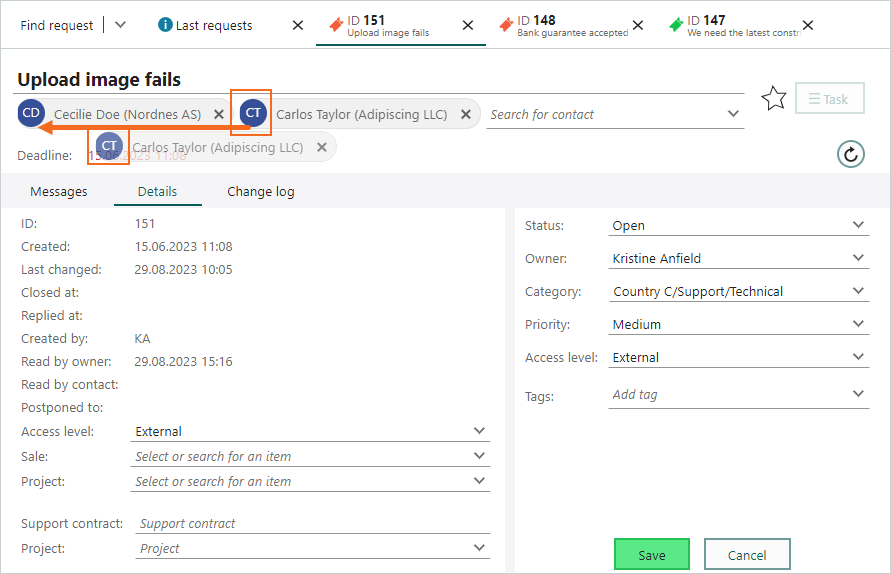 Find request
Last requests
ID 151
Upload image fails
ID 148
Bank guarantee accepted
ID 147
We need the latest constr
Upload image fails
CD Cecilie Doe (Nordnes AS)
CT Carlos Taylor (Adipiscing LLC)
Search for contact
Task
CT Carlos Taylor (Adipiscing LLC)
Deadline: 15.06.2023 11:08
Messages
Details
Change log
ID: 151
Created: 15.06.2023 11:08
Last changed: 29.08.2023 10:05
Closed at:
Replied at:
Created by: KA
Read by owner: 29.08.2023 15:16
Read by contact:
Postponed to:
Access level: External
Sale: Select or search for an item
Project: Select or search for an item
Support contract: Support contract
Project: Project
Status: Open
Owner: Kristine Anfield
Category: Country C/Support/Technical
Priority: Medium
Access level: External
Tags: Add tag
Save
Cancel